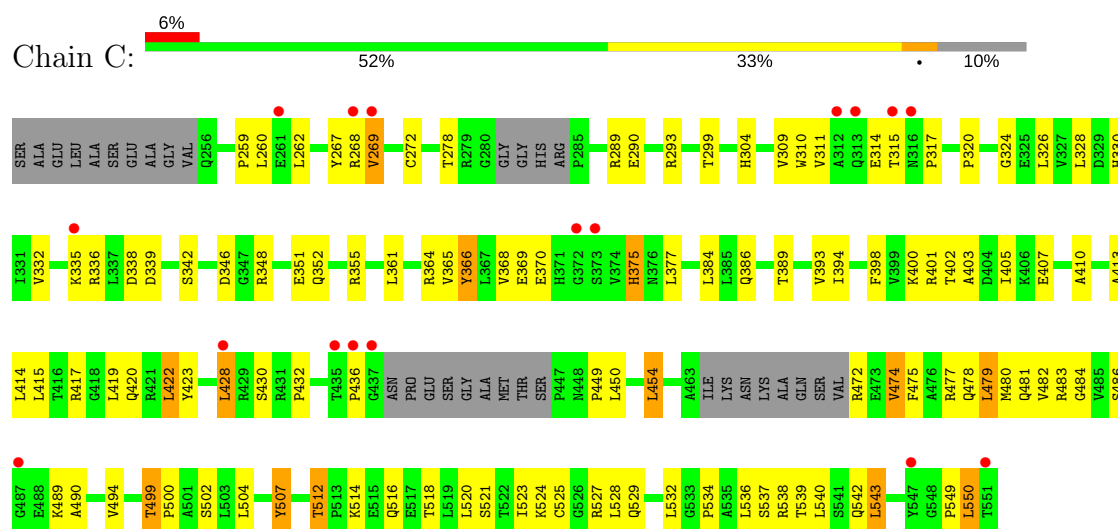 6%
Chain C:
52% 33% • 10%
SER ALA GLU LEU ALA SER GLU ALA GLY VAL Q256 P259 L260 E261 L262 Y267 R268 V269 C272 T278 R279 G280 GLY GLY HIS ARG P285 R289 E290 R293 T299 H304 V309 W310 V311 A312 Q313 E314 T315 N316 P317 P320 G324 E325 L326 V327 L328 D329 H330
I331 V332 K335 R336 L337 D338 D339 S342 D346 G347 R348 E351 Q352 R355 L361 R364 V365 Y366 L367 V368 E369 E370 H371 G372 S373 V374 H375 N376 L377 L384 L385 Q386 T389 V393 I394 F398 V399 K400 R401 T402 A403 D404 I405 K406 E407 A410 A413
L414 L415 T416 R417 G418 L419 Q420 R421 L422 Y423 L428 R429 S430 R431 P432 T435 P436 G437 ASN PRO GLU SER GLY ALA MET THR SER P447 N448 P449 L450 L454 A463 ILE LYS ASN LYS ALA GLN SER VAL R472 E473 V474 F475 A476 R477 Q478 L479 M480 Q481 V482 R483 G484 V485 S486
G487 E488 K489 A490 V494 T499 P500 A501 S502 L503 L504 Y507 T512 P513 K514 E515 Q516 E517 T518 L519 L520 S521 T522 I523 K524 C525 G526 R527 L528 Q529 L532 G533 P534 A535 L536 S537 R538 T539 L540 S541 Q542 L543 Y547 G548 P549 L550 T551